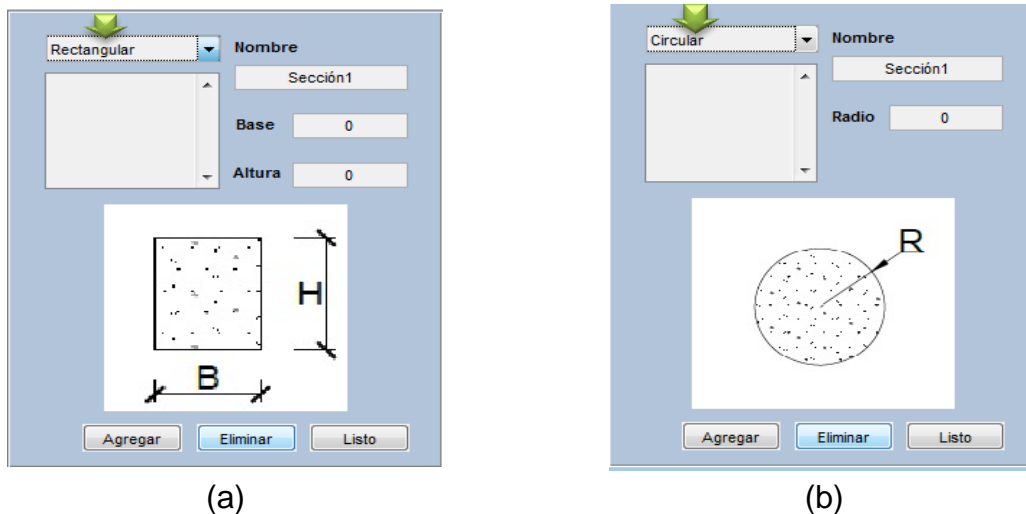 Rectangular
Nombre
Sección1
Base 0
Altura 0
H
B
Agregar Eliminar Listo
(a)
Circular
Nombre
Sección1
Radio 0
R
Agregar Eliminar Listo
(b)